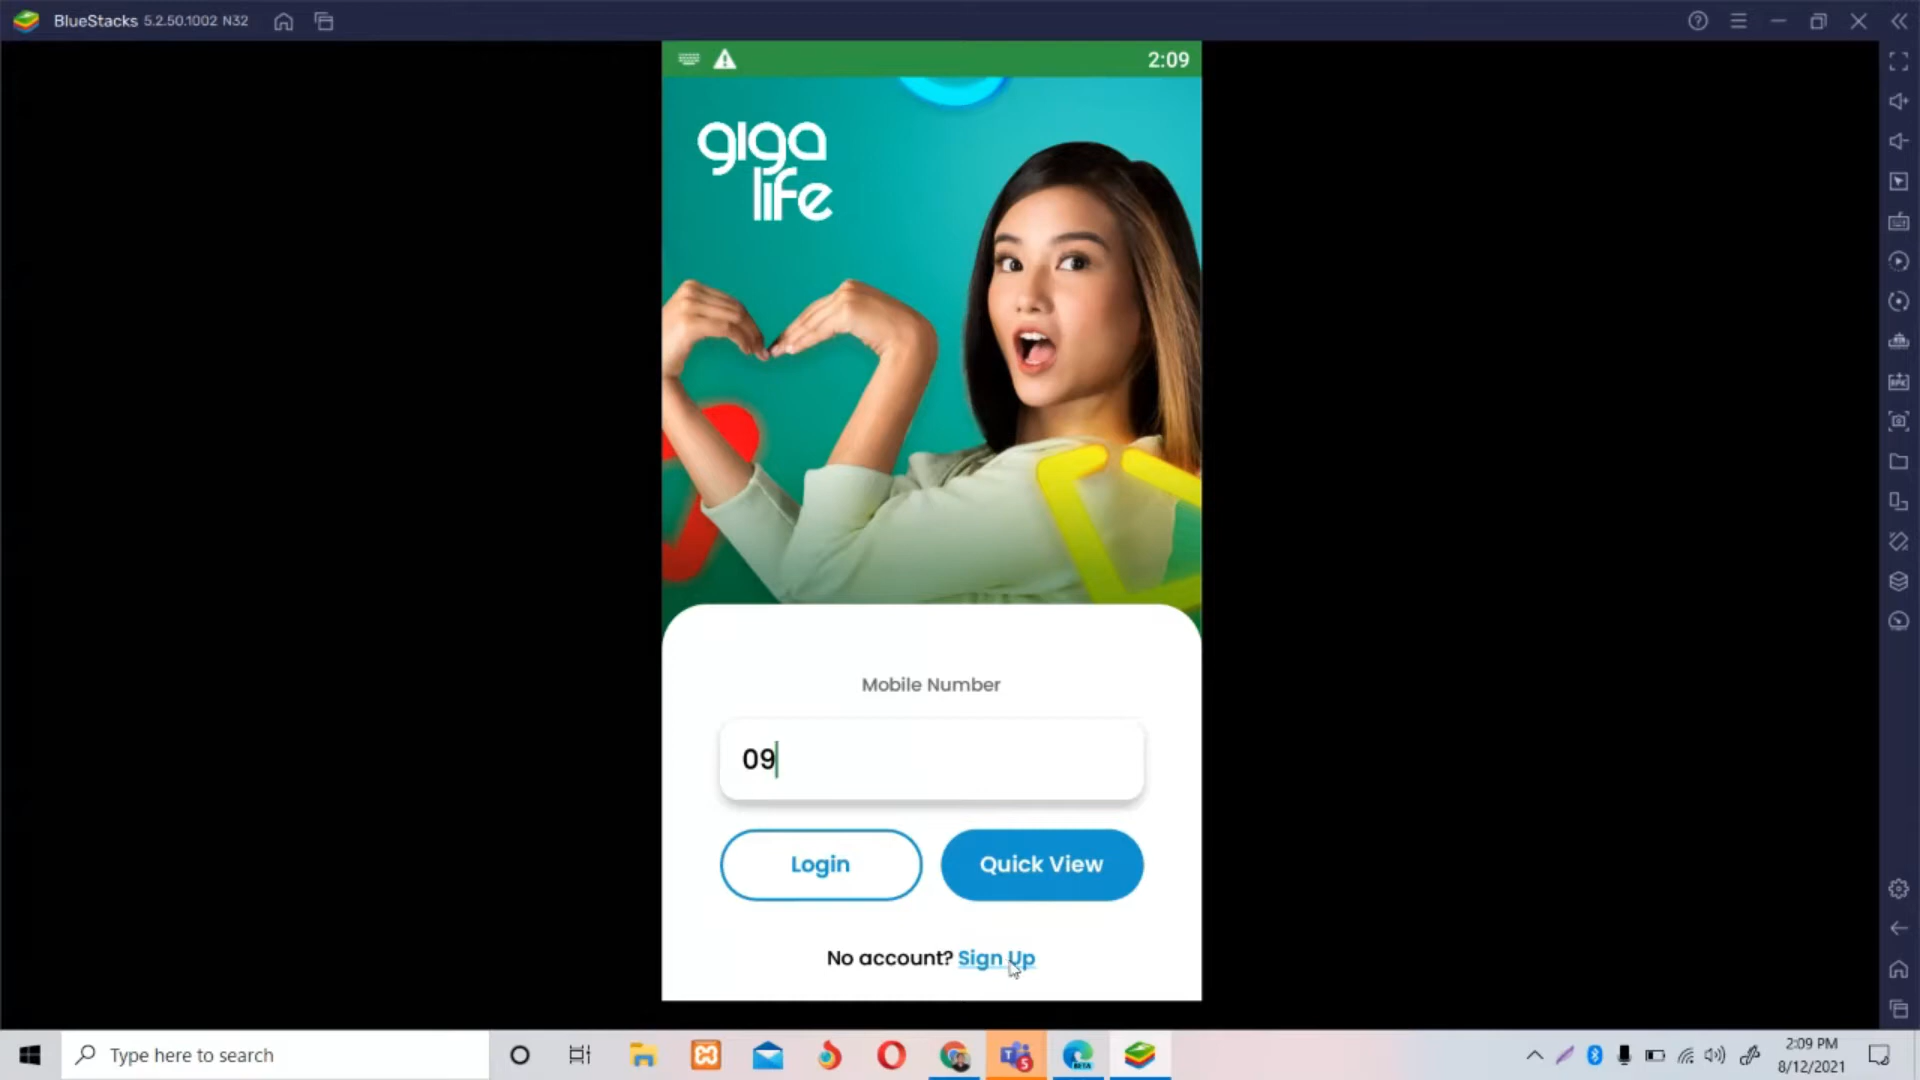 BlueStacks 5.2.50.1002 N32
2:09
giga
life
Mobile Number
09
Login
Quick View
No account? Sign Up
Type here to search
2:09 PM
8/12/2021